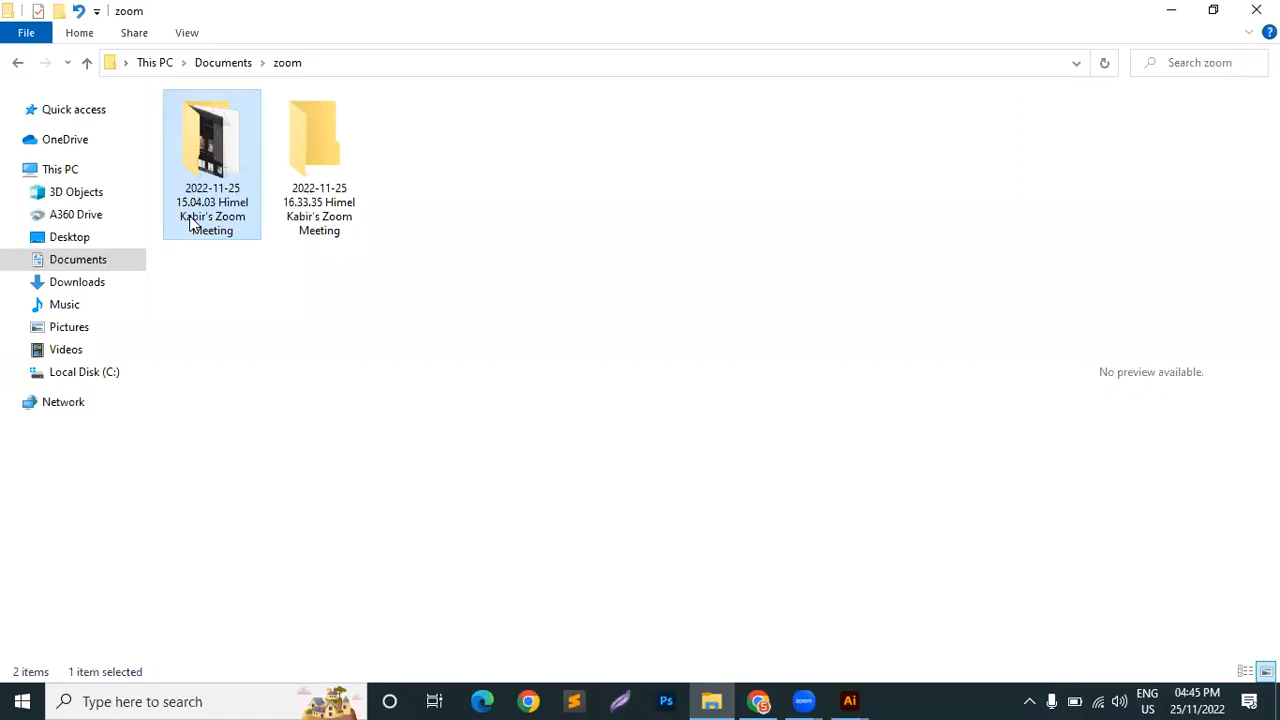 zoom
File
Home
Share
View
This PC
Documents
zoom
Search zoom
Quick access
OneDrive
This PC
3D Objects
A360 Drive
Desktop
Documents
Downloads
Music
Pictures
Videos
Local Disk (C:)
Network
2022-11-25
15.04.03 Himel
Kabir's Zoom
Meeting
2022-11-25
16.33.35 Himel
Kabir's Zoom
Meeting
No preview available.
2 items
1 item selected
Type here to search
Ps
zoom
Ai
ENG
US
04:45 PM
25/11/2022